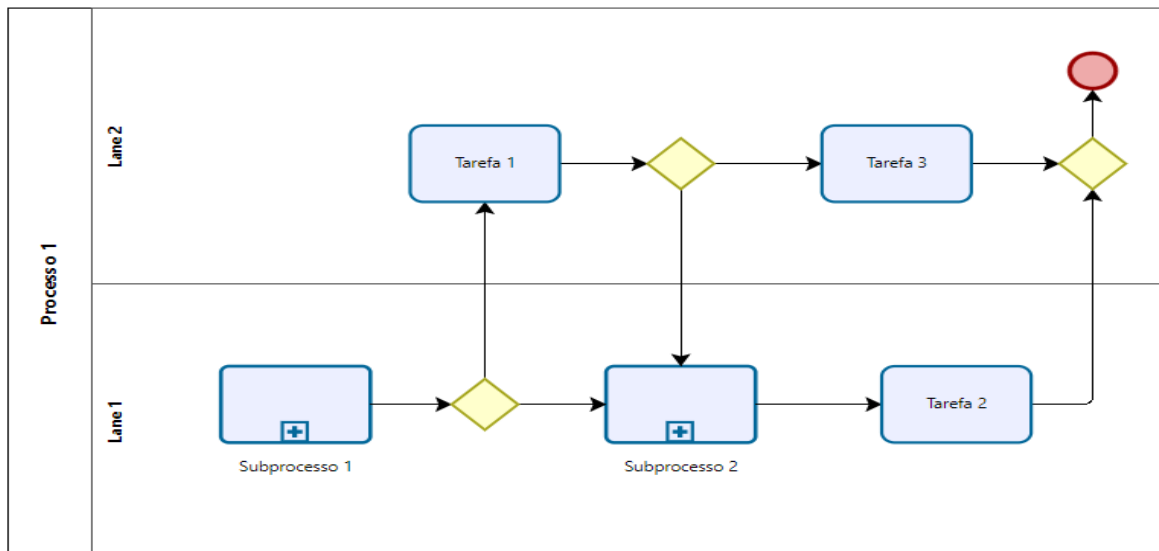 Processo 1
Lane 2
Tarefa 1
Tarefa 3
Lane 1
Tarefa 2
Subprocesso 1
Subprocesso 2